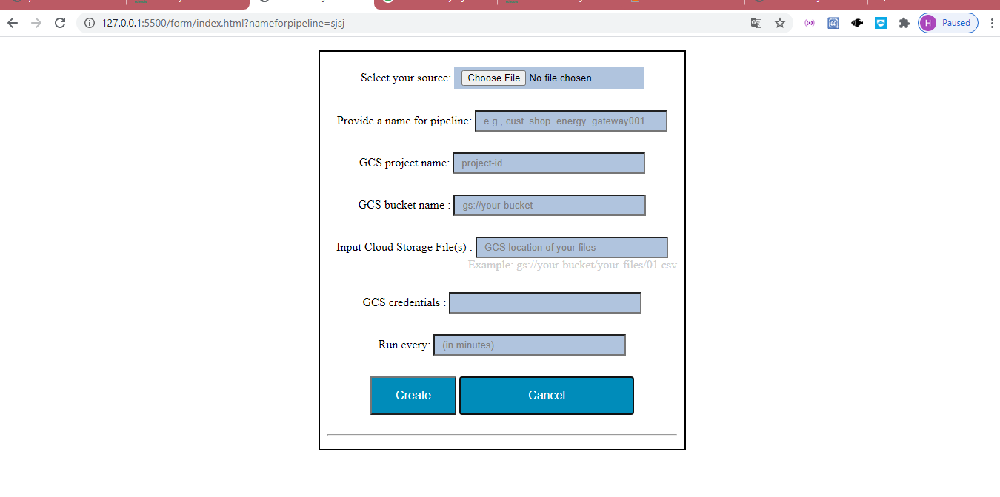 127.0.0.1:5500/form/index.html?nameforpipeline=sjsj
H Paused
Select your source: Choose File No file chosen
Provide a name for pipeline: e.g., cust_shop_energy_gateway001
GCS project name: project-id
GCS bucket name : gs://your-bucket
Input Cloud Storage File(s) : GCS location of your files
Example: gs://your-bucket/your-files/01.csv
GCS credentials :
Run every: (in minutes)
Create Cancel